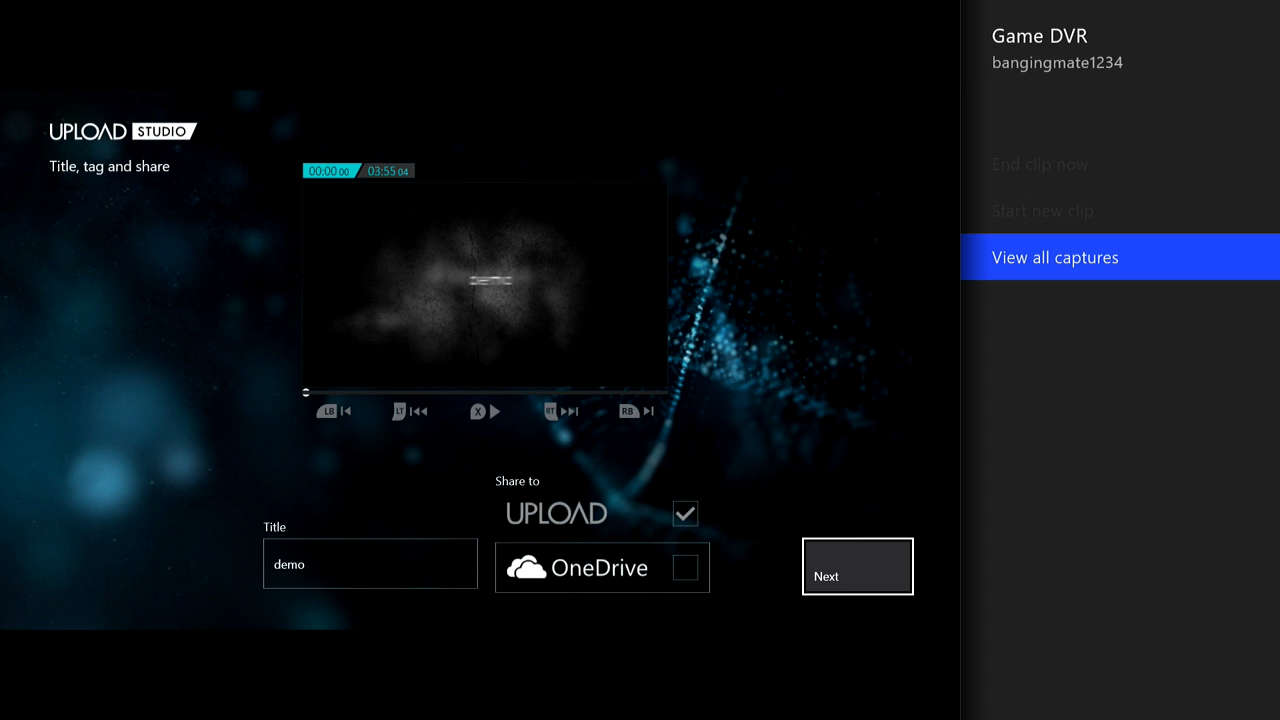 UPLOAD STUDIO
Title, tag and share
00:00 00 03:55 04
LB
LT
X
RT
RB
Share to
UPLOAD
Title
demo
OneDrive
Next
Game DVR
bangingmate1234
End clip now
Start new clip
View all captures